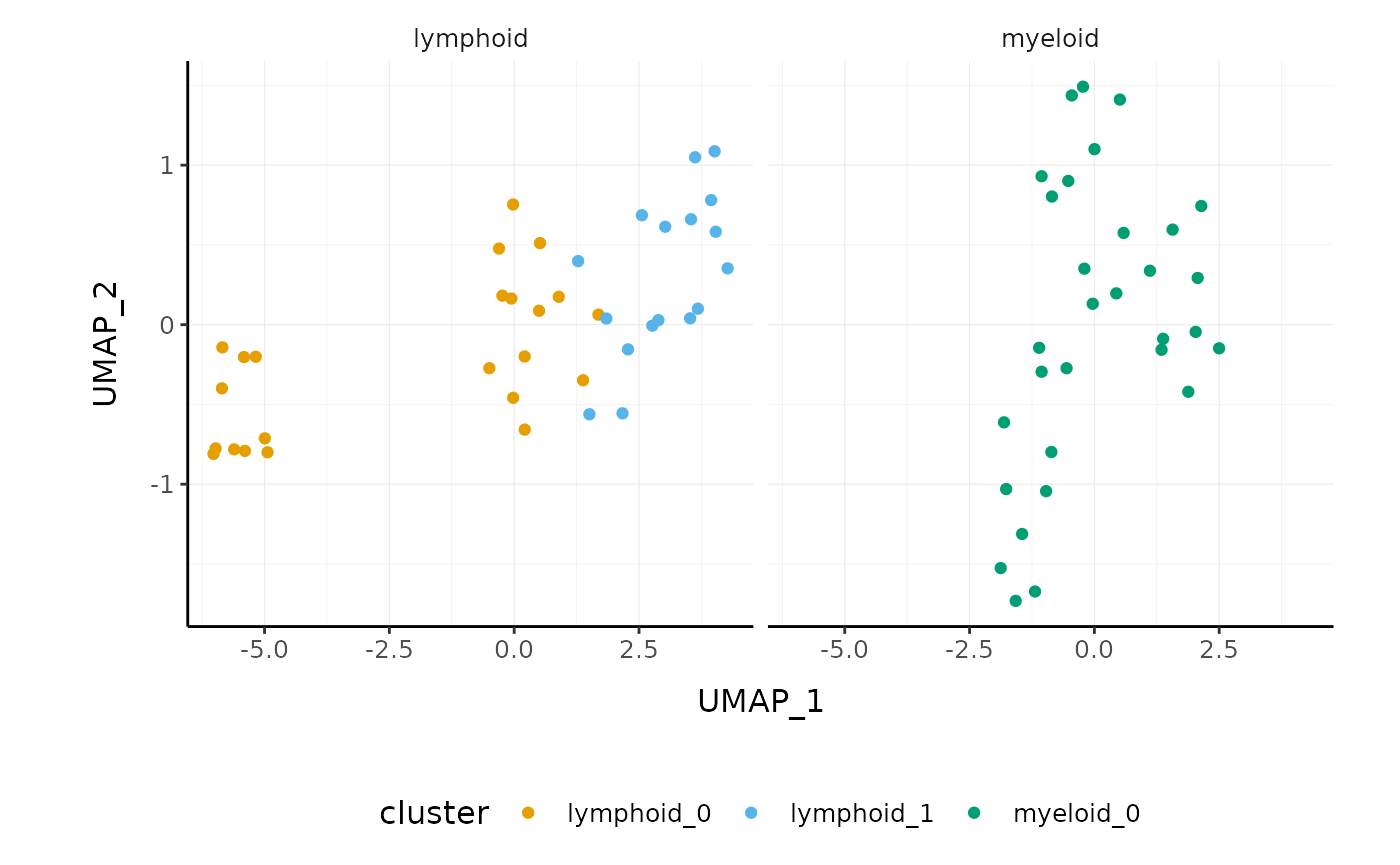 lymphoid myeloid
UMAP_2
1
0
-1
-5.0 -2.5 0.0 2.5 -5.0 -2.5 0.0 2.5
UMAP_1
cluster lymphoid_0 lymphoid_1 myeloid_0